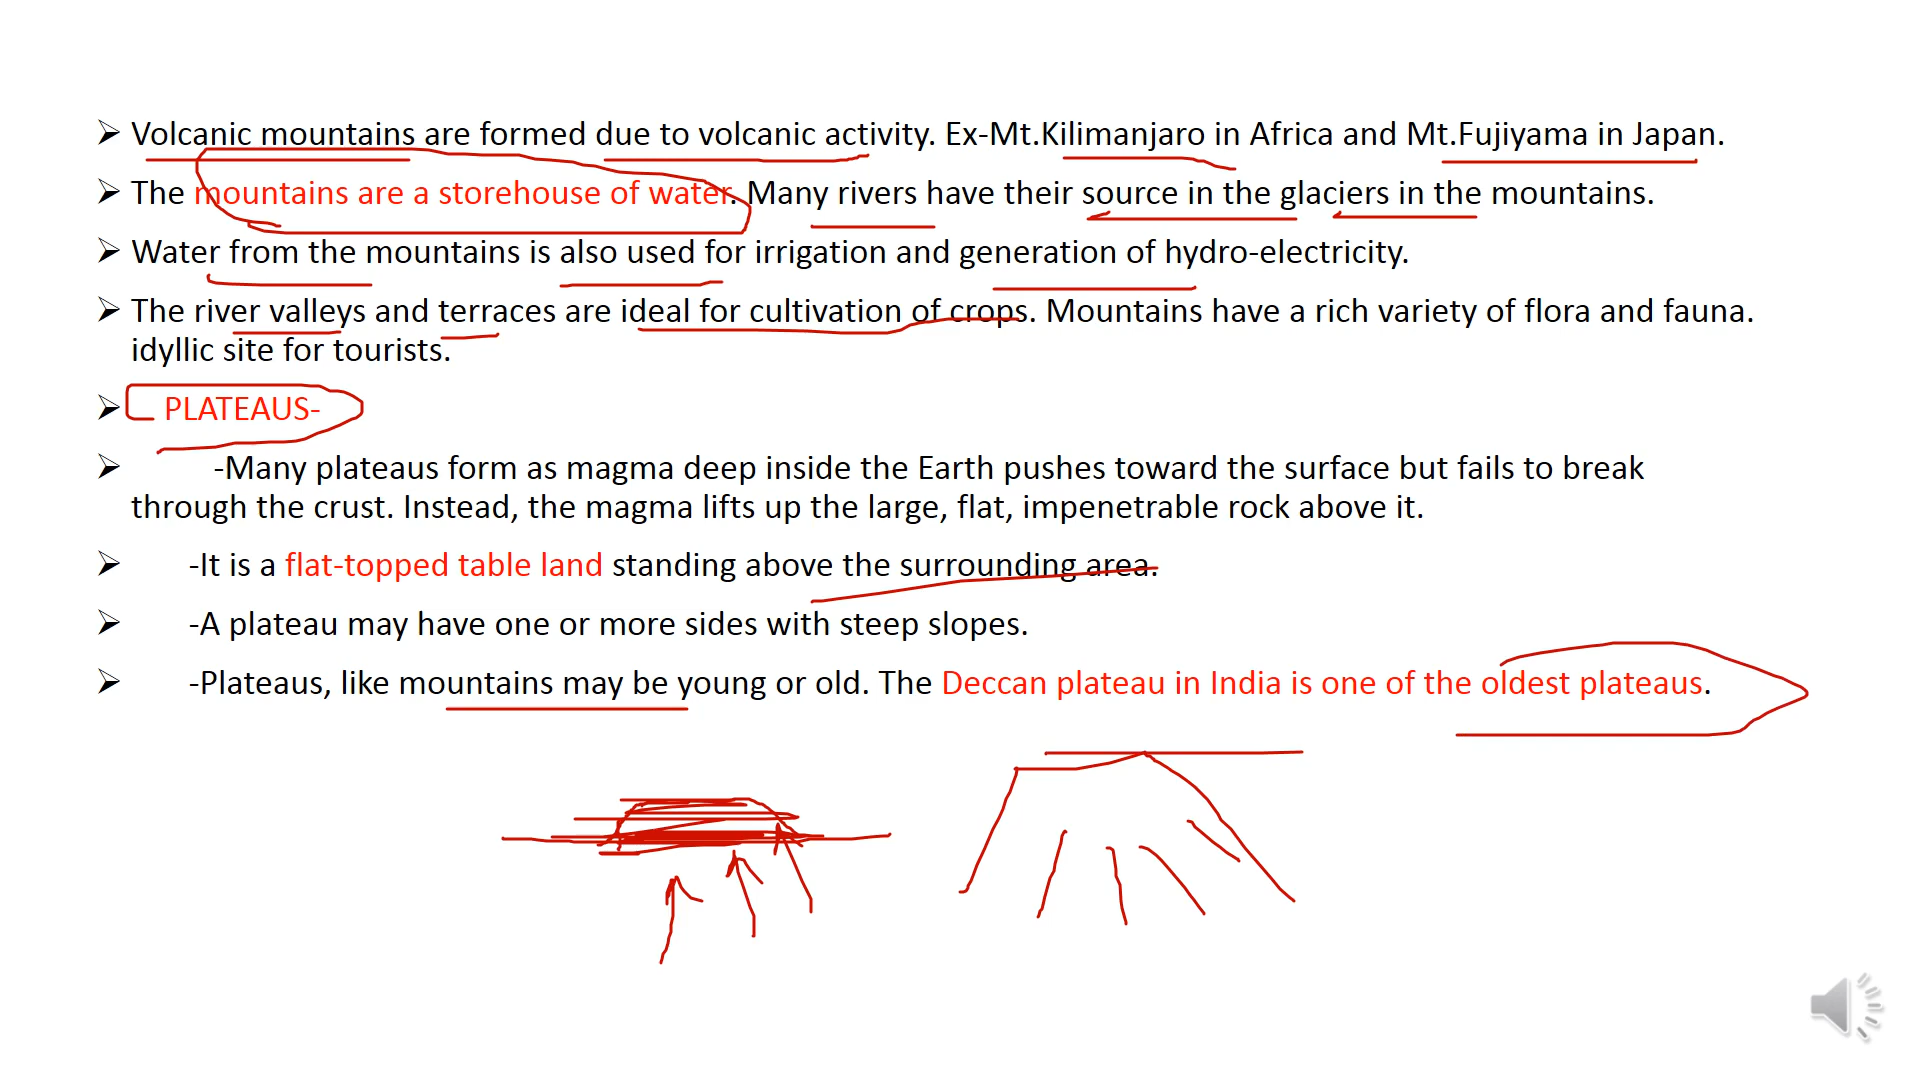 Volcanic mountains are formed due to volcanic activity. Ex-Mt.Kilimanjaro in Africa and Mt.Fujiyama in Japan.
The mountains are a storehouse of water. Many rivers have their source in the glaciers in the mountains.
Water from the mountains is also used for irrigation and generation of hydro-electricity.
The river valleys and terraces are ideal for cultivation of crops. Mountains have a rich variety of flora and fauna.
idyllic site for tourists.
PLATEAUS-
-Many plateaus form as magma deep inside the Earth pushes toward the surface but fails to break
through the crust. Instead, the magma lifts up the large, flat, impenetrable rock above it.
-It is a flat-topped table land standing above the surrounding area.
-A plateau may have one or more sides with steep slopes.
-Plateaus, like mountains may be young or old. The Deccan plateau in India is one of the oldest plateaus.